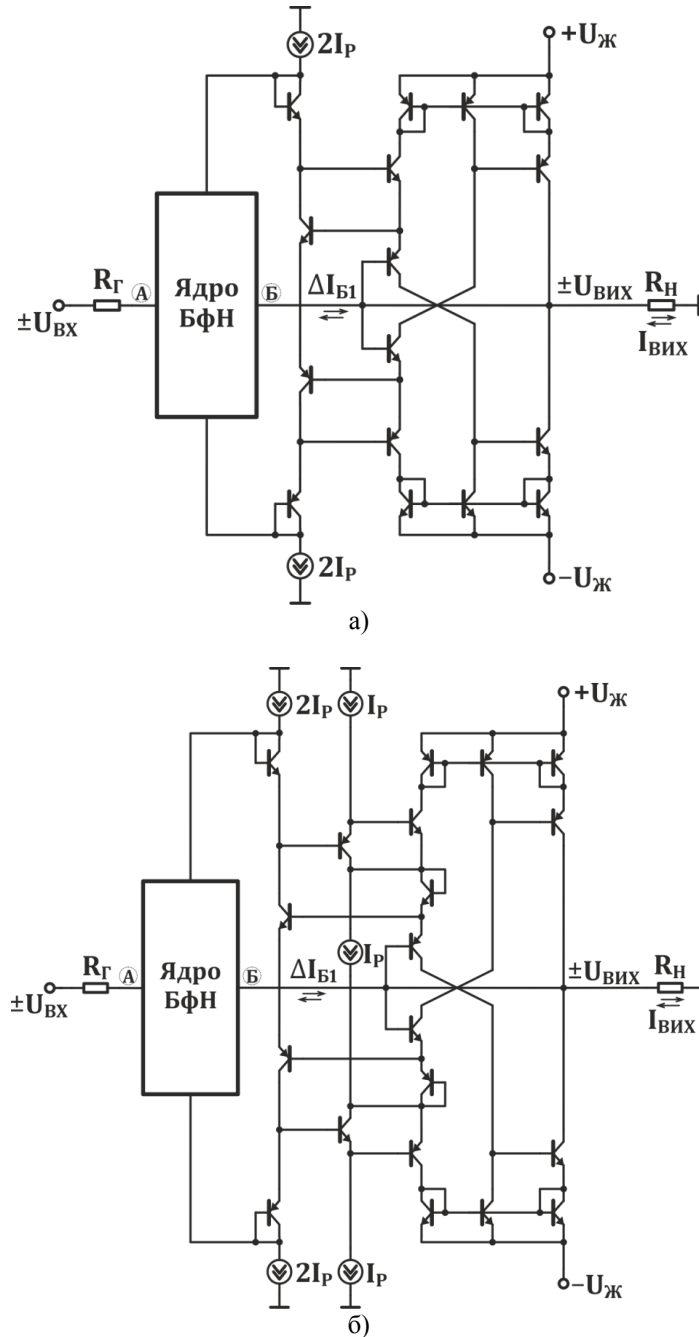 2Iₚ
+Uж
Rг
А
Ядро
БфН
Б
ΔIБ1
±Uвх
±Uвих
Rн
Iвих
2Iₚ
−Uж
а)
2Iₚ
Iₚ
+Uж
Rг
А
Ядро
БфН
Б
ΔIБ1
Iₚ
±Uвх
±Uвих
Rн
Iвих
2Iₚ
Iₚ
−Uж
б)